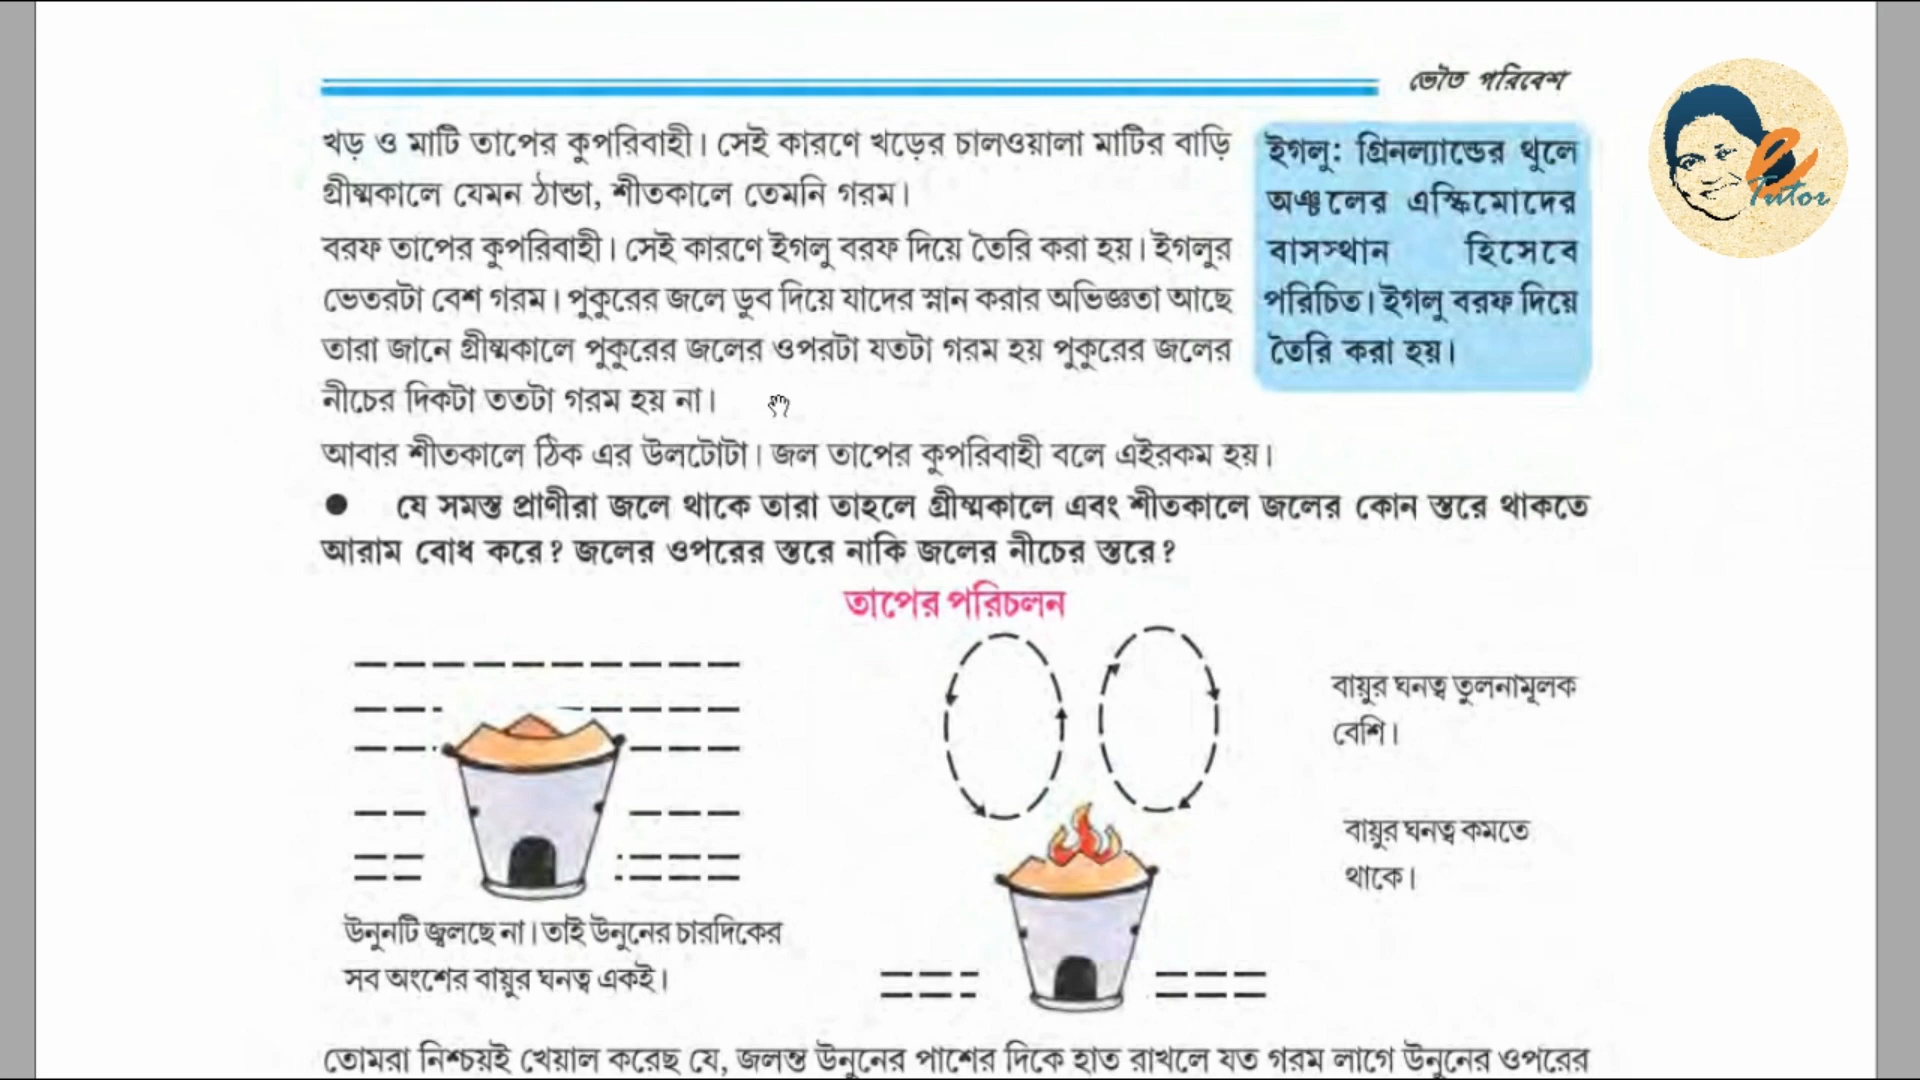 ভৌত পরিবেশ
খড় ও মাটি তাপের কুপরিবাহী। সেই কারণে খড়ের চালওয়ালা মাটির বাড়ি
গ্রীষ্মকালে যেমন ঠান্ডা, শীতকালে তেমনি গরম।
বরফ তাপের কুপরিবাহী। সেই কারণে ইগলু বরফ দিয়ে তৈরি করা হয়। ইগলুর
ভেতরটা বেশ গরম। পুকুরের জলে ডুব দিয়ে যাদের স্নান করার অভিজ্ঞতা আছে
তারা জানে গ্রীষ্মকালে পুকুরের জলের ওপরটা যতটা গরম হয় পুকুরের জলের
নীচের দিকটা ততটা গরম হয় না।
ইগলু: গ্রিনল্যান্ডের থুলে
অঞ্চলের এস্কিমোদের
বাসস্থান হিসেবে
পরিচিত। ইগলু বরফ দিয়ে
তৈরি করা হয়।
e
Tutor
আবার শীতকালে ঠিক এর উলটোটা। জল তাপের কুপরিবাহী বলে এইরকম হয়।
● যে সমস্ত প্রাণীরা জলে থাকে তারা তাহলে গ্রীষ্মকালে এবং শীতকালে জলের কোন স্তরে থাকতে
আরাম বোধ করে? জলের ওপরের স্তরে নাকি জলের নীচের স্তরে?
তাপের পরিচলন
বায়ুর ঘনত্ব তুলনামূলক
বেশি।
বায়ুর ঘনত্ব কমতে
থাকে।
উনুনটি জ্বলছে না। তাই উনুনের চারদিকের
সব অংশের বায়ুর ঘনত্ব একই।
তোমরা নিশ্চয়ই খেয়াল করেছ যে, জলন্ত উনুনের পাশের দিকে হাত রাখলে যত গরম লাগে উনুনের ওপরের